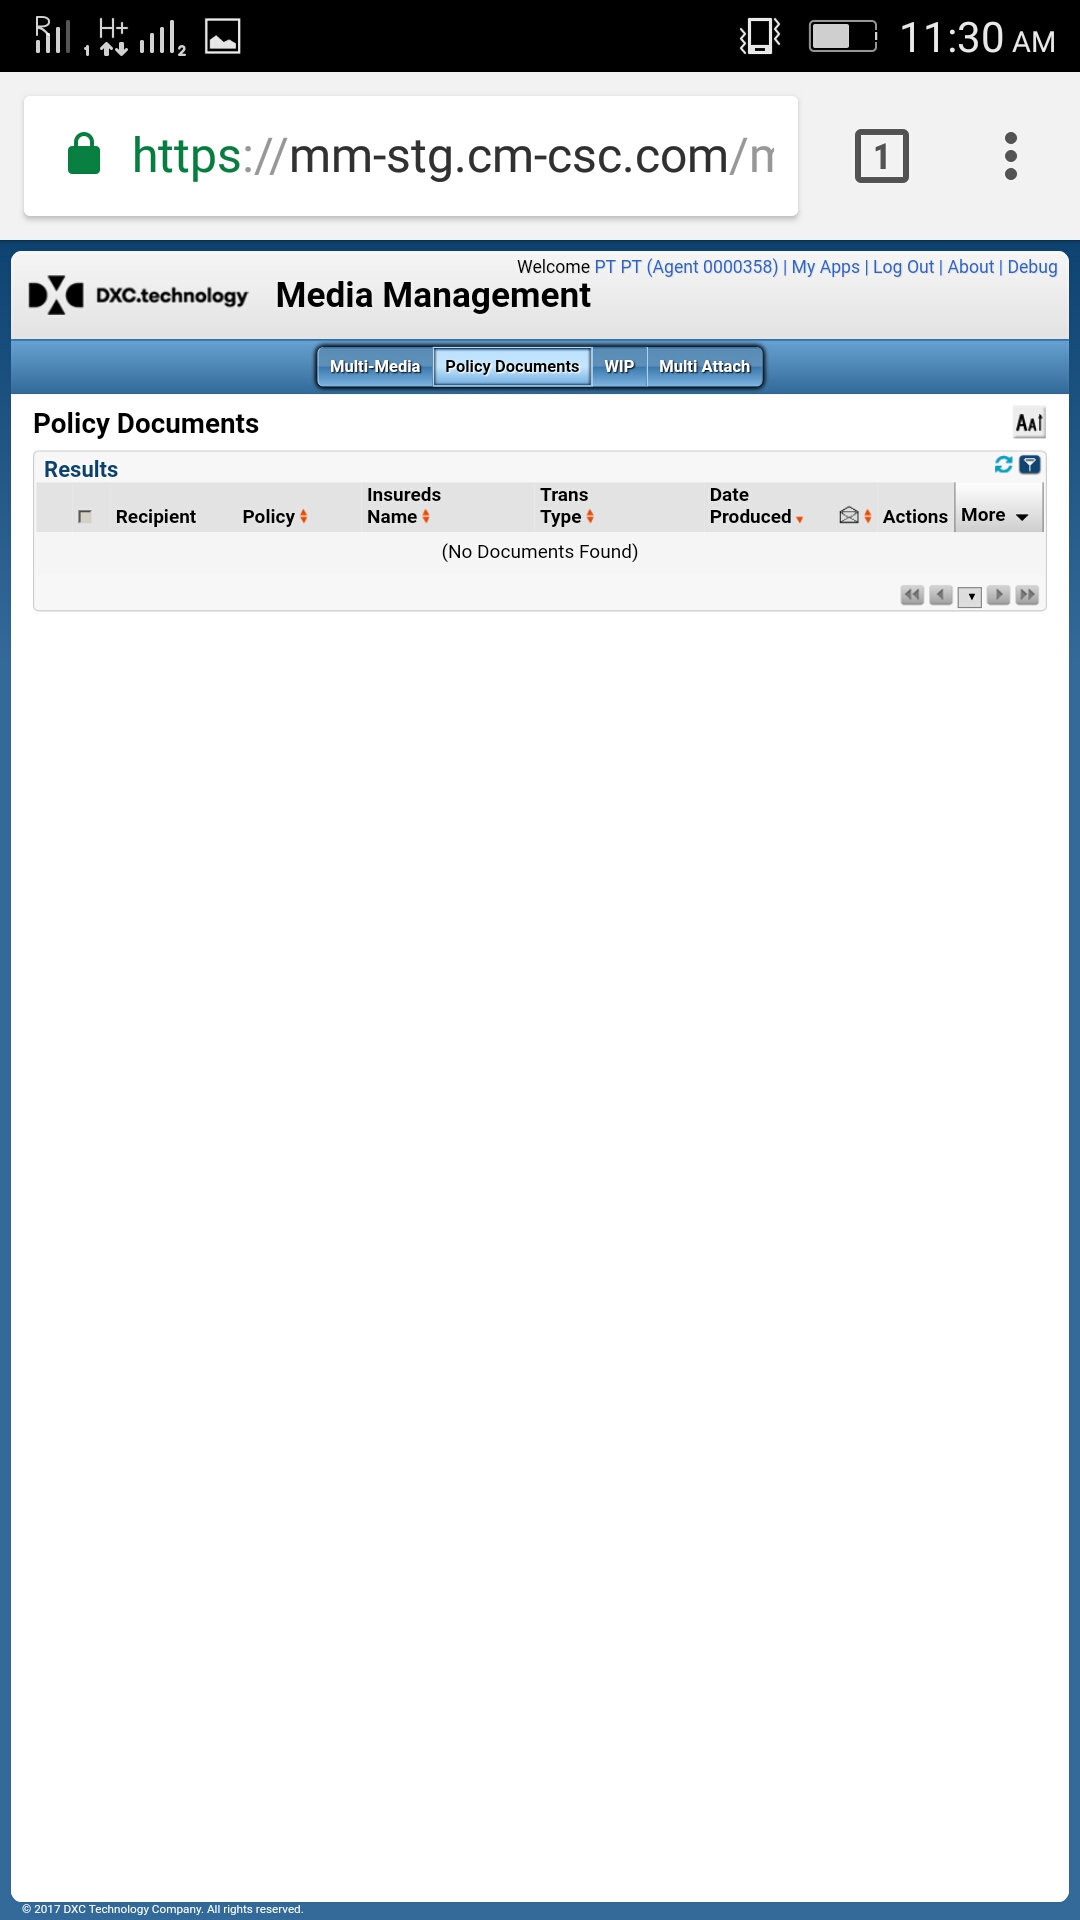 R 1 H+ 2 11:30 AM
https://mm-stg.cm-csc.com/m 1
Welcome PT PT (Agent 0000358) | My Apps | Log Out | About | Debug
DXC.technology Media Management
Multi-Media Policy Documents WIP Multi Attach
Policy Documents AA
Results
Recipient Policy Insureds Name Trans Type Date Produced Actions More
(No Documents Found)
© 2017 DXC Technology Company. All rights reserved.